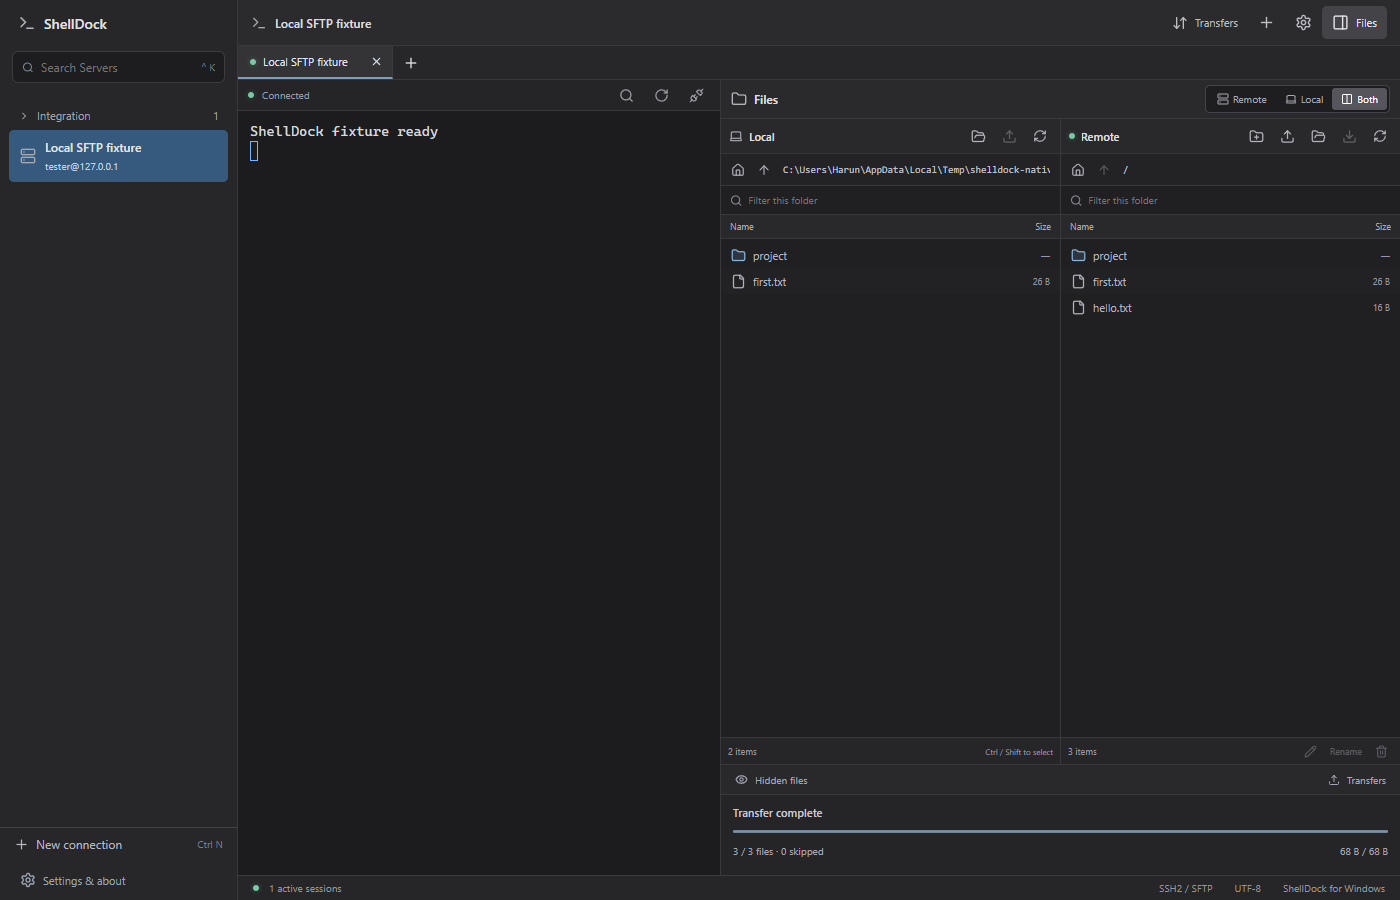 ShellDock
Search Servers
^ K
Integration
1
Local SFTP fixture
tester@127.0.0.1
New connection
Ctrl N
Settings & about
Local SFTP fixture
Transfers
Files
Local SFTP fixture
Connected
ShellDock fixture ready
Files
Remote
Local
Both
Local
C:\Users\Harun\AppData\Local\Temp\shelldock-nativ
Filter this folder
Name
Size
project
—
first.txt
26 B
2 items
Ctrl / Shift to select
Remote
/
Filter this folder
Name
Size
project
—
first.txt
26 B
hello.txt
16 B
3 items
Rename
Hidden files
Transfers
Transfer complete
3 / 3 files · 0 skipped
68 B / 68 B
1 active sessions
SSH2 / SFTP
UTF-8
ShellDock for Windows